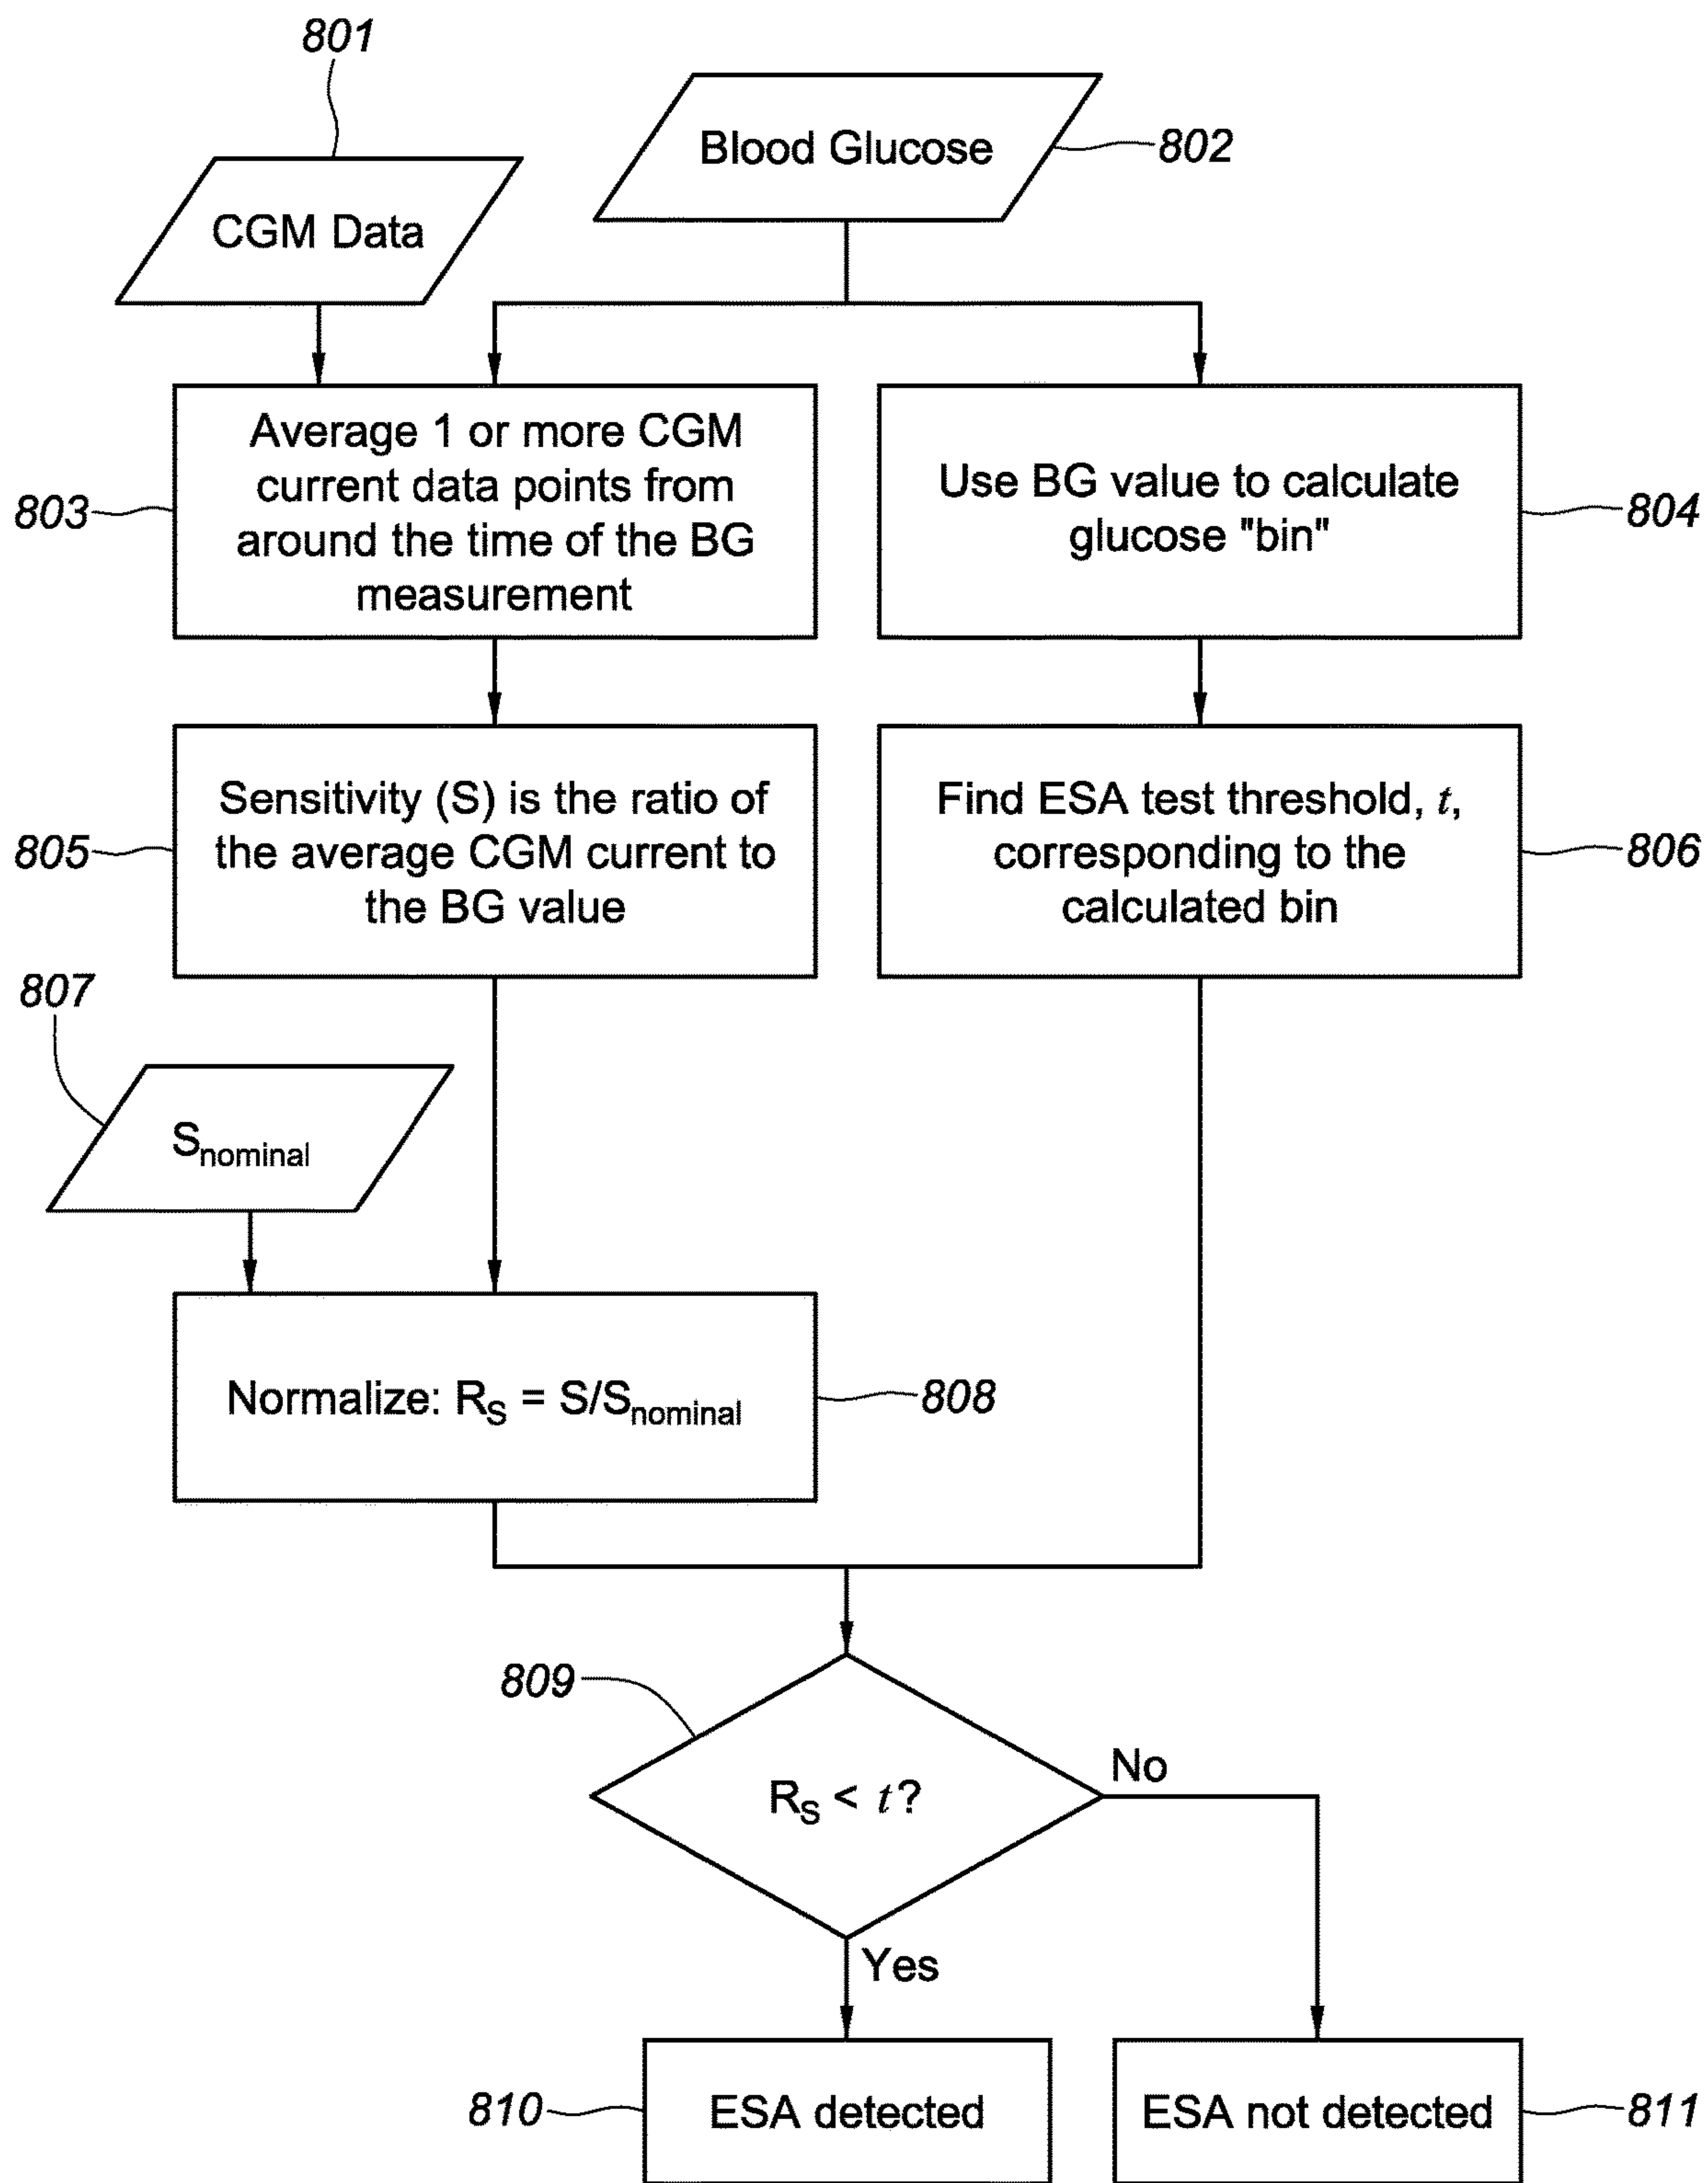 801
Blood Glucose
802
CGM Data
Average 1 or more CGM
current data points from
around the time of the BG
measurement
803
Use BG value to calculate
glucose "bin"
804
Sensitivity (S) is the ratio of
the average CGM current to
the BG value
805
Find ESA test threshold, t,
corresponding to the
calculated bin
806
807
Snominal
Normalize: RS = S/Snominal
808
809
RS < t?
No
Yes
810
ESA detected
ESA not detected
811